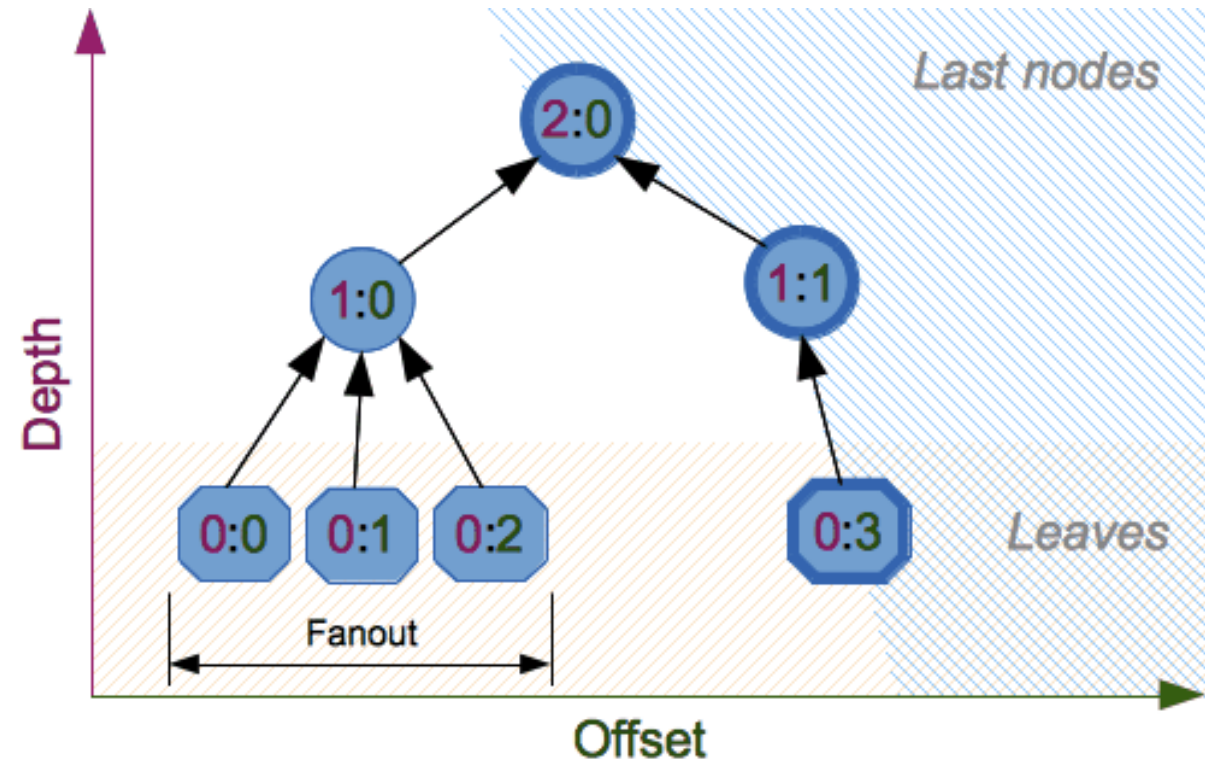 Last nodes
2:0
1:0
1:1
Depth
0:0 0:1 0:2 0:3
Leaves
Fanout
Offset